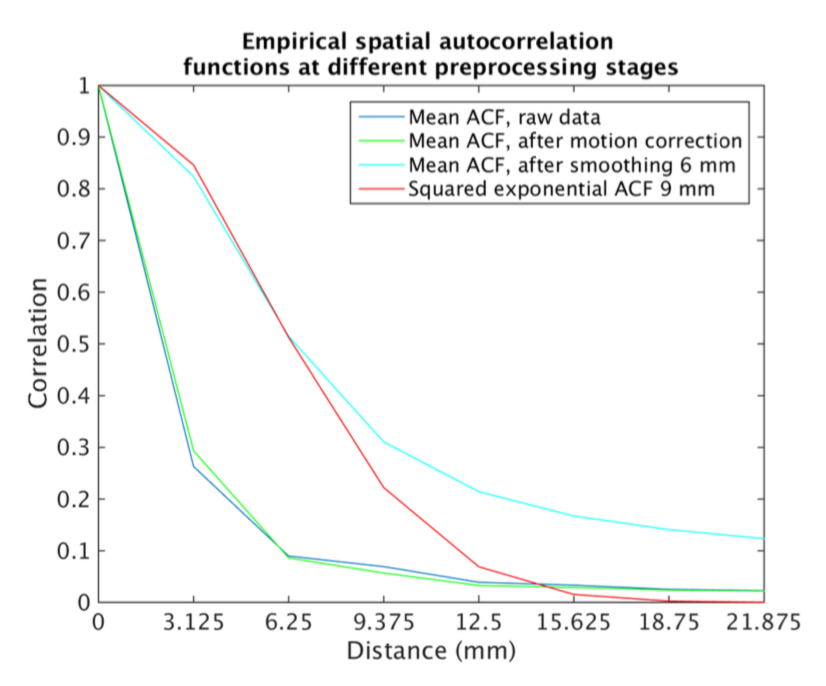 Empirical spatial autocorrelation
functions at different preprocessing stages
Mean ACF, raw data
Mean ACF, after motion correction
Mean ACF, after smoothing 6 mm
Squared exponential ACF 9 mm
Correlation
1
0.9
0.8
0.7
0.6
0.5
0.4
0.3
0.2
0.1
0
0 3.125 6.25 9.375 12.5 15.625 18.75 21.875
Distance (mm)